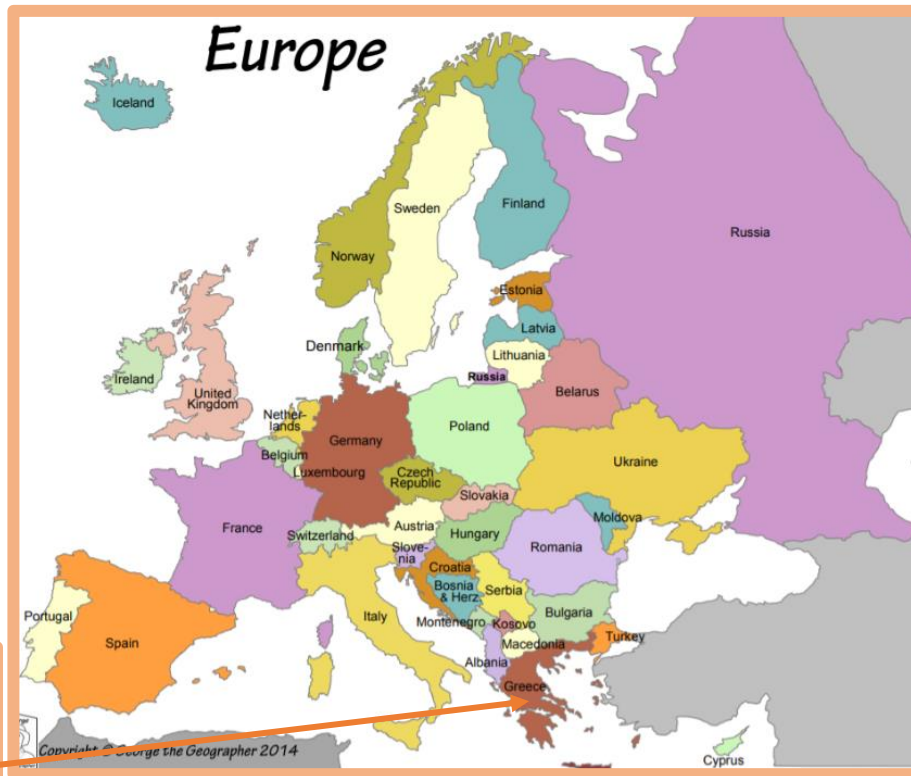 Europe
Iceland
Sweden
Finland
Norway
Russia
Estonia
Latvia
Denmark
Lithuania
Russia
Ireland
United
Kingdom
Belarus
Nether-
lands
Germany
Poland
Belgium
Luxembourg
Czech
Republic
Ukraine
Slovakia
France
Switzerland
Austria
Hungary
Moldova
Slove-
nia
Romania
Croatia
Bosnia
& Herz
Serbia
Portugal
Spain
Italy
Montenegro
Kosovo
Bulgaria
Macedonia
Turkey
Albania
Greece
Copyright © George the Geographer 2014
Cyprus